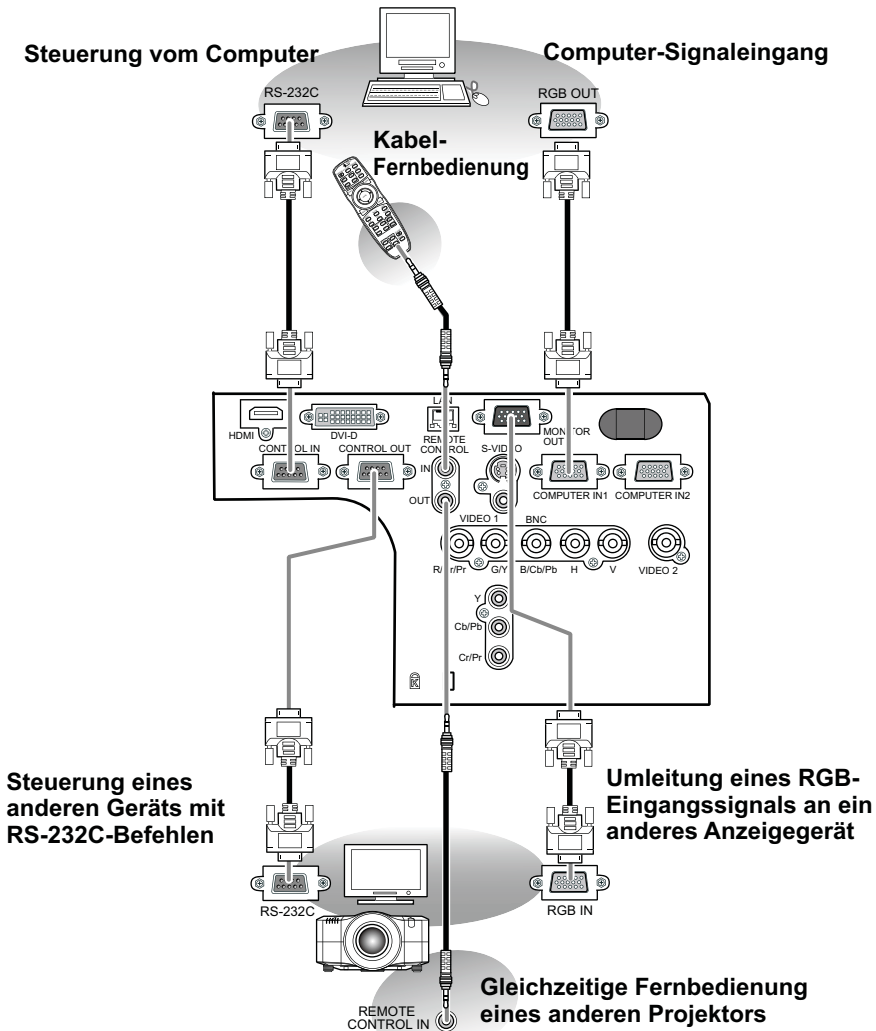 Steuerung vom Computer
Computer-Signaleingang
RS-232C
RGB OUT
Kabel-
Fernbedienung
LAN
HDMI
DVI-D
MONITOR
OUT
CONTROL IN
CONTROL OUT
REMOTE
CONTROL
S-VIDEO
IN
COMPUTER IN1
COMPUTER IN2
OUT
VIDEO 1
BNC
G/Y
B/Cb/Pb
H
V
VIDEO 2
Y
Cb/Pb
Cr/Pr
K
Steuerung eines
anderen Geräts mit
RS-232C-Befehlen
Umleitung eines RGB-
Eingangssignals an ein
anderes Anzeigegerät
RS-232C
RGB IN
Gleichzeitige Fernbedienung
eines anderen Projektors
REMOTE
CONTROL IN